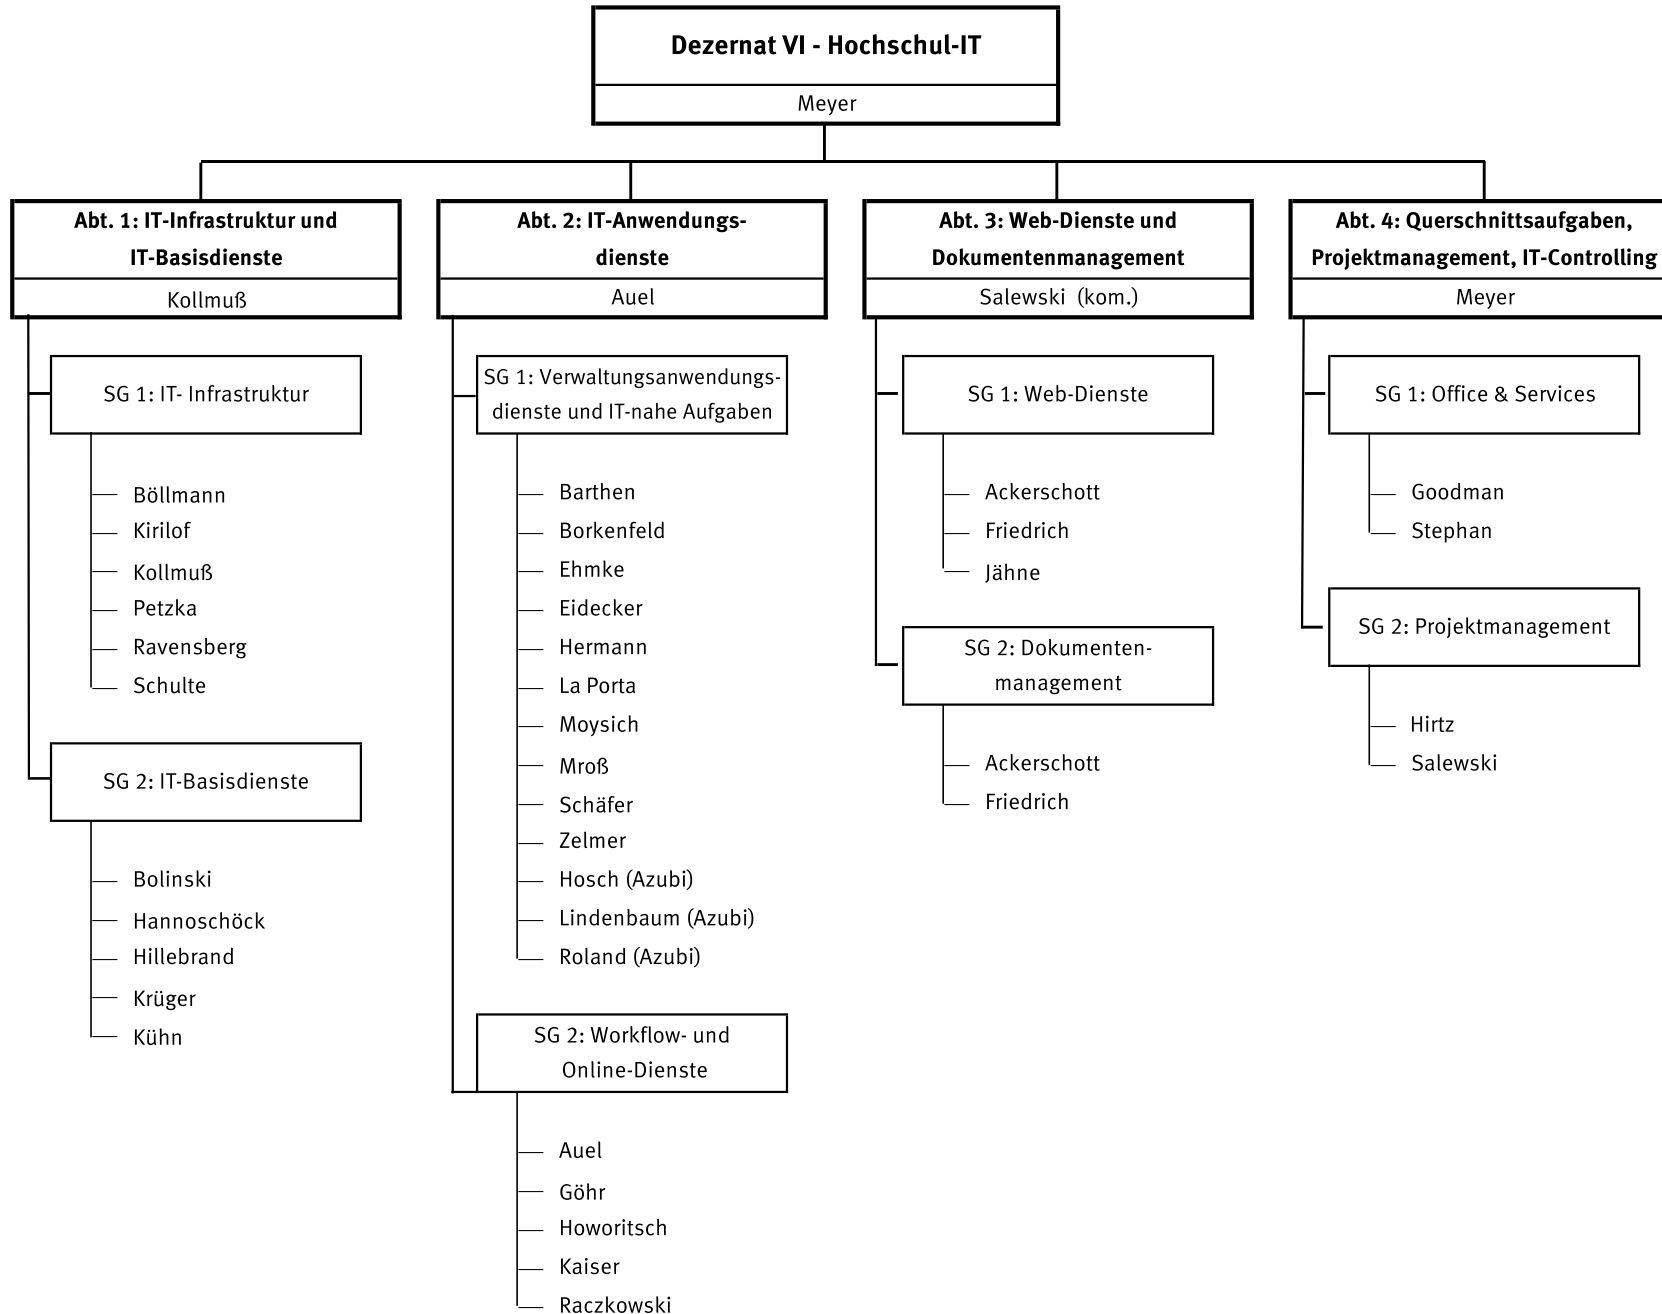 Dezernat VI - Hochschul-IT
Meyer
Abt. 1: IT-Infrastruktur und
IT-Basisdienste
Kollmuß
SG 1: IT- Infrastruktur
Böllmann
Kirilof
Kollmuß
Petzka
Ravensberg
Schulte
SG 2: IT-Basisdienste
Bolinski
Hannoschöck
Hillebrand
Krüger
Kühn
Abt. 2: IT-Anwendungs-
dienste
Auel
SG 1: Verwaltungsanwendungs-
dienste und IT-nahe Aufgaben
Barthen
Borkenfeld
Ehmke
Eidecker
Hermann
La Porta
Moysich
Mroß
Schäfer
Zelmer
Hosch (Azubi)
Lindenbaum (Azubi)
Roland (Azubi)
SG 2: Workflow- und
Online-Dienste
Auel
Göhr
Howoritsch
Kaiser
Raczkowski
Abt. 3: Web-Dienste und
Dokumentenmanagement
Salewski (kom.)
SG 1: Web-Dienste
Ackerschott
Friedrich
Jähne
SG 2: Dokumenten-
management
Ackerschott
Friedrich
Abt. 4: Querschnittsaufgaben,
Projektmanagement, IT-Controlling
Meyer
SG 1: Office & Services
Goodman
Stephan
SG 2: Projektmanagement
Hirtz
Salewski